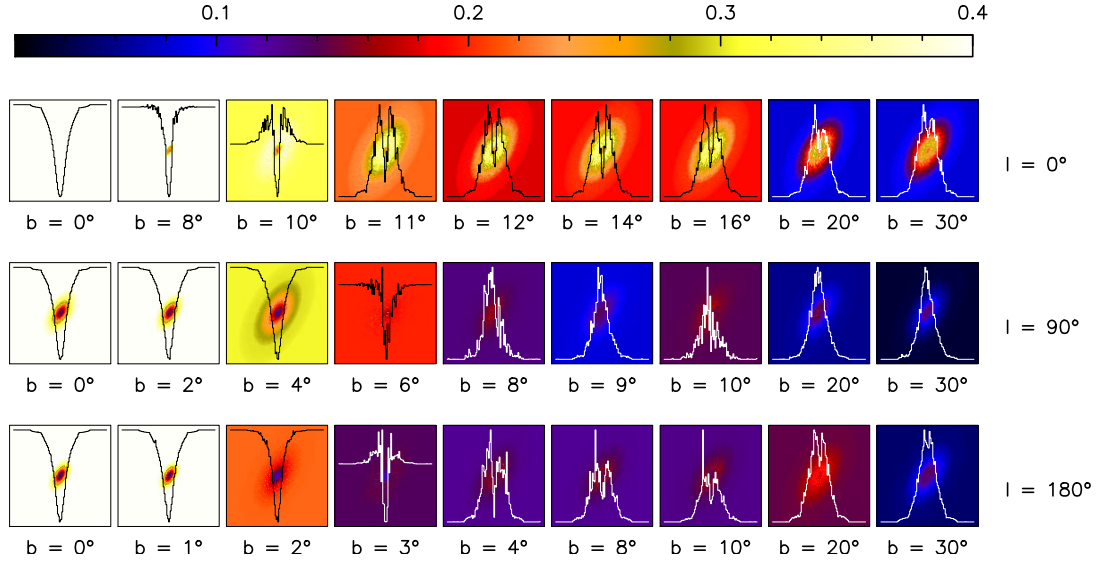 0.1 0.2 0.3 0.4
l = 0°
b = 0° b = 8° b = 10° b = 11° b = 12° b = 14° b = 16° b = 20° b = 30°
l = 90°
b = 0° b = 2° b = 4° b = 6° b = 8° b = 9° b = 10° b = 20° b = 30°
l = 180°
b = 0° b = 1° b = 2° b = 3° b = 4° b = 8° b = 10° b = 20° b = 30°